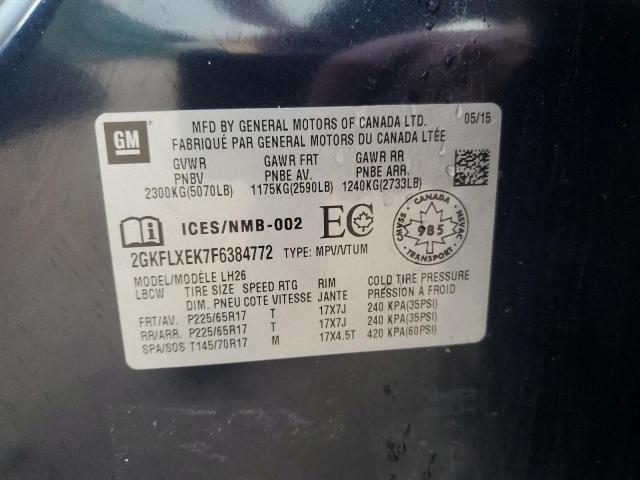 GM
MFD BY GENERAL MOTORS OF CANADA LTD. 05/15
FABRIQUÉ PAR GENERAL MOTORS DU CANADA LTÉE
GVWR GAWR FRT GAWR RR
PNBV PNBE AV. PNBE ARR.
2300KG(5070LB) 1175KG(2590LB) 1240KG(2733LB)
i ICES/NMB-002 EC CANADA SVAC NSVAC 985 TRANSPORT
2GKFLXEK7F6384772 TYPE: MPV/VTUM
MODEL/MODÈLE LH26
LBCW TIRE SIZE SPEED RTG RIM COLD TIRE PRESSURE
DIM. PNEU COTE VITESSE JANTE PRESSION À FROID
FRT/AV. P225/65R17 T 17X7J 240 KPA(35PSI)
RR/ARR. P225/65R17 T 17X7J 240 KPA(35PSI)
SPA/SOS T145/70R17 M 17X4.5T 420 KPA(60PSI)